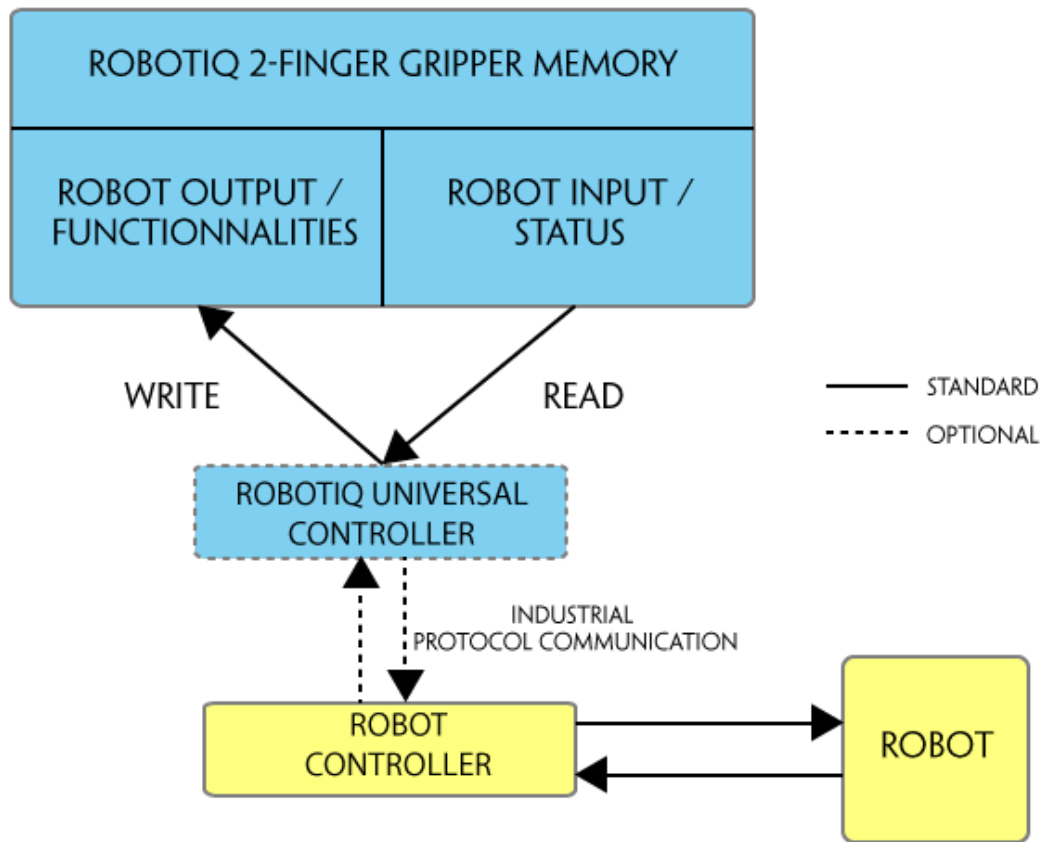 ROBOTIQ 2-FINGER GRIPPER MEMORY
ROBOT OUTPUT /
FUNCTIONNALITIES
ROBOT INPUT /
STATUS
WRITE
READ
STANDARD
OPTIONAL
ROBOTIQ UNIVERSAL
CONTROLLER
INDUSTRIAL
PROTOCOL COMMUNICATION
ROBOT
CONTROLLER
ROBOT